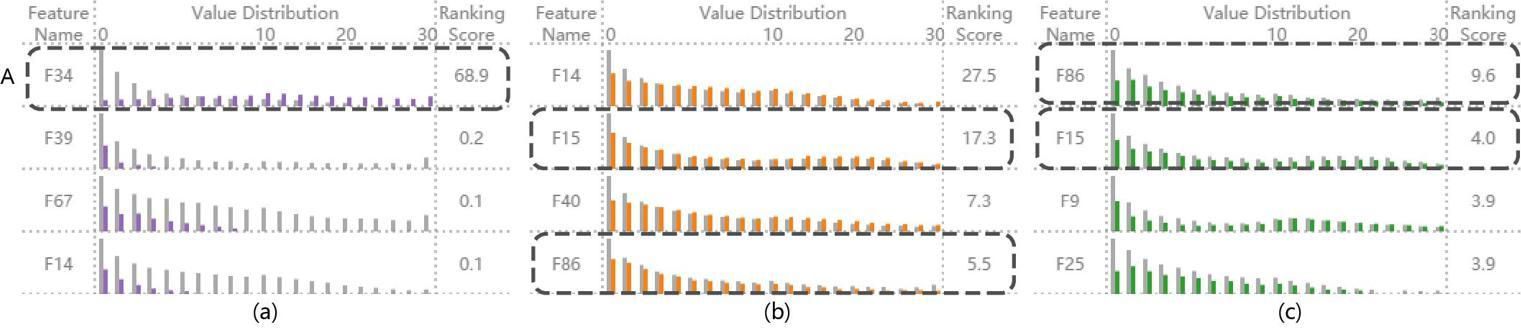 Feature Name Value Distribution Ranking Score
0 10 20 30
A F34 68.9
F39 0.2
F67 0.1
F14 0.1
(a)
Feature Name Value Distribution Ranking Score
0 10 20 30
F14 27.5
F15 17.3
F40 7.3
F86 5.5
(b)
Feature Name Value Distribution Ranking Score
0 10 20 30
F86 9.6
F15 4.0
F9 3.9
F25 3.9
(c)